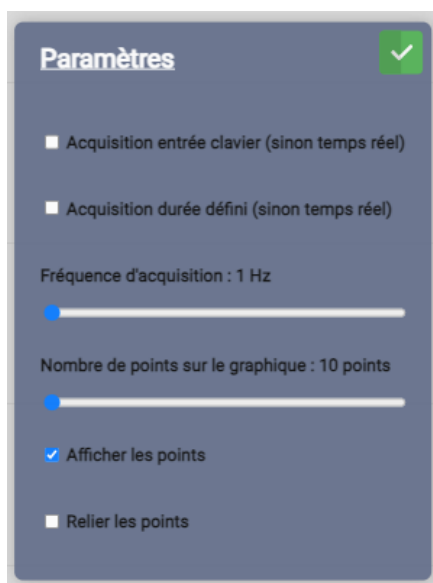 Paramètres
Acquisition entrée clavier (sinon temps réel)
Acquisition durée défini (sinon temps réel)
Fréquence d'acquisition : 1 Hz
Nombre de points sur le graphique : 10 points
Afficher les points
Relier les points